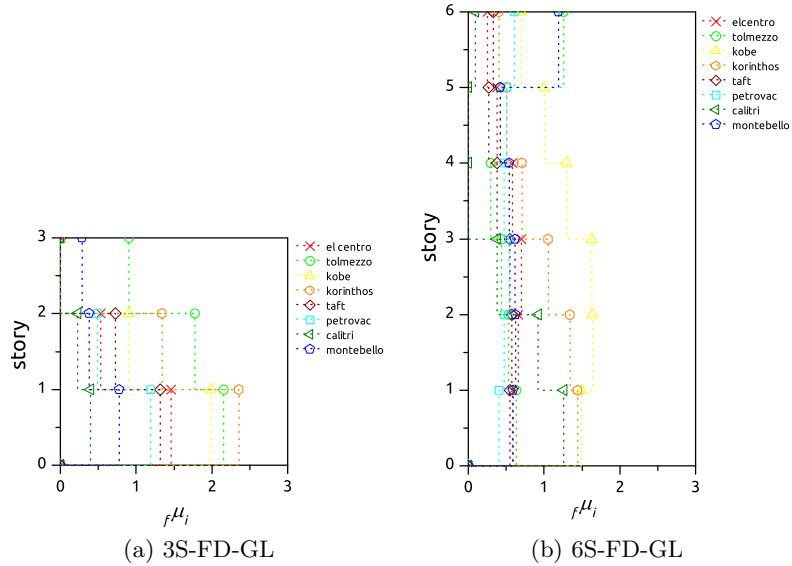 3
2
1
0
story
0
1
2
3
fμi
el centro
tolmezzo
kobe
korinthos
taft
petrovac
calitri
montebello
(a) 3S-FD-GL
6
5
4
3
2
1
0
story
0
1
2
3
fμi
elcentro
tolmezzo
kobe
korinthos
taft
petrovac
calitri
montebello
(b) 6S-FD-GL